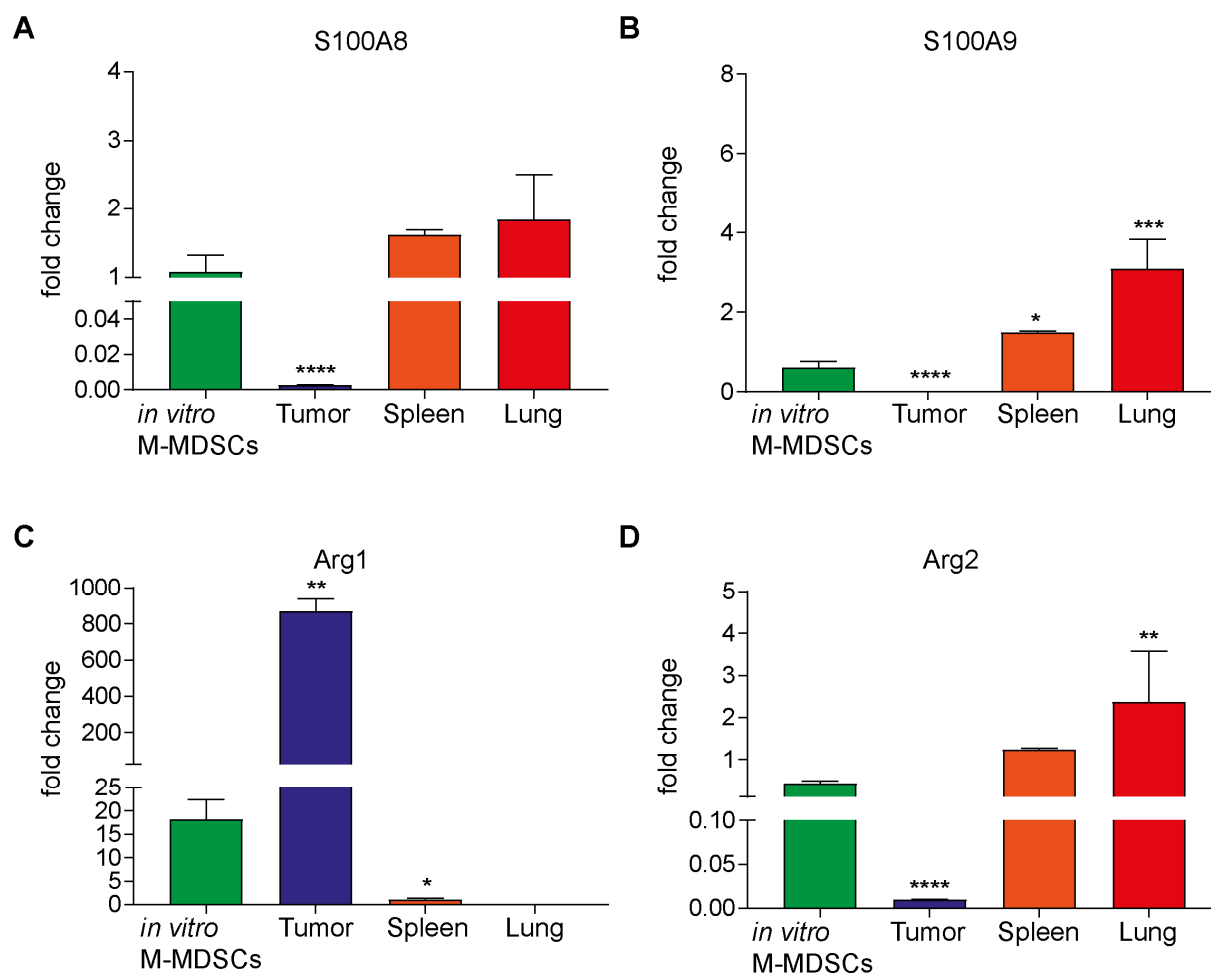 A
S100A8
fold change
4
3
2
1
0.04
0.02
0.00
****
in vitro
M-MDSCs
Tumor
Spleen
Lung
B
S100A9
fold change
8
6
4
2
0
****
*
***
in vitro
M-MDSCs
Tumor
Spleen
Lung
C
Arg1
fold change
1000
800
600
400
200
25
20
15
10
5
0
**
*
in vitro
M-MDSCs
Tumor
Spleen
Lung
D
Arg2
fold change
5
4
3
2
1
0.10
0.05
0.00
****
**
in vitro
M-MDSCs
Tumor
Spleen
Lung